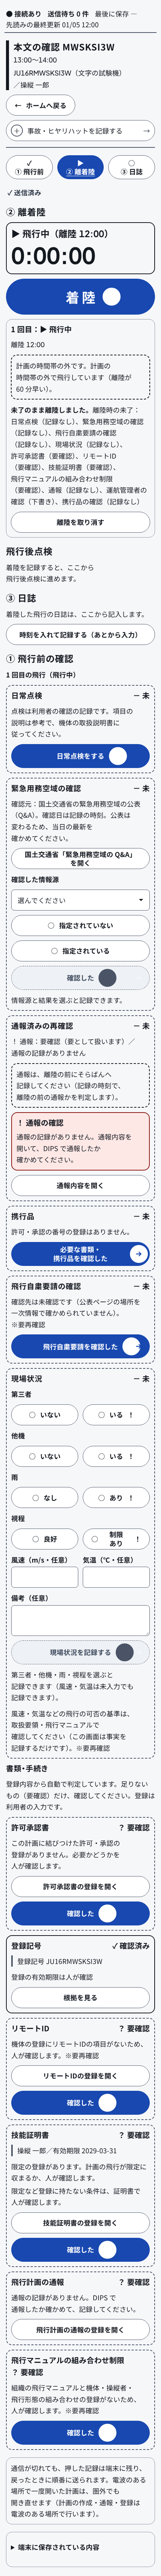 ● 接続あり 送信待ち 0 件 最後に保存 —
先読みの最終更新 01/05 12:00
本文の確認 MWSKSI3W
13:00〜14:00
JU16RMWSKSI3W（文字の試験機）
／操縦 一郎
← ホームへ戻る
＋ 事故・ヒヤリハットを記録する →
✓
① 飛行前
▶
② 離着陸
○
③ 日誌
✓ 送信済み
② 離着陸
▶ 飛行中（離陸 12:00）
0:00:00
着 陸
1 回目：▶ 飛行中
離陸 12:00
計画の時間帯の外です。計画の
時間帯の外で飛行しています（離陸が
60 分早い）。
未了のまま離陸しました。離陸時の未了：
日常点検（記録なし）、緊急用務空域の確認
（記録なし）、飛行自粛要請の確認
（記録なし）、現場状況（記録なし）、
許可承認書（要確認）、リモートID
（要確認）、技能証明書（要確認）、
飛行マニュアルの組み合わせ制限
（要確認）、通報（記録なし）、運航管理者の
確認（下書き）、携行品（記録なし）
離陸を取り消す
飛行後点検
着陸を記録すると、ここから
飛行後点検に進めます。
③ 日誌
着陸した飛行の日誌は、ここから記入します。
時刻を入れて記録する（あとから入力）
① 飛行前の確認
1 回目の飛行（飛行中）
日常点検 — 未
点検は利用者の確認の記録です。項目の
説明は参考で、機体の取扱説明書に
従ってください。
日常点検をする
緊急用務空域の確認 — 未
確認元：国土交通省の緊急用務空域の公表
（Q&A）。確認日は記録の時刻。公表は
変わるため、当日の最新を
確かめてください。
国土交通省「緊急用務空域の Q&A」
を開く
確認した情報源
選んでください
○ 指定されていない
○ 指定されている
確認した
情報源と結果を選ぶと記録できます。
通報済みの再確認 — 未
！ 通報：要確認（要として扱います）／
通報の記録がありません
通報は、離陸の前にそらばんへ
記録してください（記録の時刻で、
離陸の前の通報かを判定します）。
！ 通報の確認
通報の記録がありません。通報内容を
開いて、DIPS で通報したか
確かめてください。
通報内容を開く
携行品 — 未
許可・承認の番号の登録はありません。
必要な書類・
携行品を確認した →
飛行自粛要請の確認 — 未
確認先は未確認です（公表ページの場所を
一次情報で確かめられていません）。
※要再確認
飛行自粛要請を確認した
現場状況 — 未
第三者
○ いない ○ いる ！
他機
○ いない ○ いる ！
雨
○ なし ○ あり ！
視程
○ 良好 ○ 制限あり ！
風速（m/s・任意） 気温（℃・任意）
備考（任意）
現場状況を記録する
第三者・他機・雨・視程を選ぶと
記録できます（風速・気温は未入力でも
記録できます）。
風速・気温などの飛行の可否の基準は、
取扱要領・飛行マニュアルで
確認してください（この画面は事実を
記録するだけです）。※要再確認
書類・手続き
登録内容から自動で判定しています。足りない
もの（要確認）だけ、確認してください。登録は
利用者の入力です。
許可承認書 ？ 要確認
この計画に結びつけた許可・承認の
登録がありません。必要かどうかを
人が確認します。
許可承認書の登録を開く
確認した
登録記号 ✓ 確認済み
登録記号 JU16RMWSKSI3W
登録の有効期限は人が確認
根拠を見る
リモートID ？ 要確認
機体の登録にリモートIDの項目がないため、
人が確認します。※要再確認
リモートIDの登録を開く
確認した
技能証明書 ？ 要確認
操縦 一郎／有効期限 2029-03-31
限定の登録があります。計画の飛行が限定に
収まるか、人が確認します。
限定など登録に持たない条件は、証明書で
人が確認します。
技能証明書の登録を開く
確認した
飛行計画の通報 ？ 要確認
通報の記録がありません。DIPS で
通報したか確かめて、記録してください。
飛行計画の通報の登録を開く
飛行マニュアルの組み合わせ制限
？ 要確認
組織の飛行マニュアルと機体・操縦者・
飛行形態の組み合わせの登録がないため、
人が確認します。※要再確認
確認した
通信が切れても、押した記録は端末に残り、
戻ったときに順番に送られます。電波のある
場所で一度開いた計画は、圏外でも
開き直せます（計画の作成・通報・登録は
電波のある場所で行います）。
▶ 端末に保存されている内容